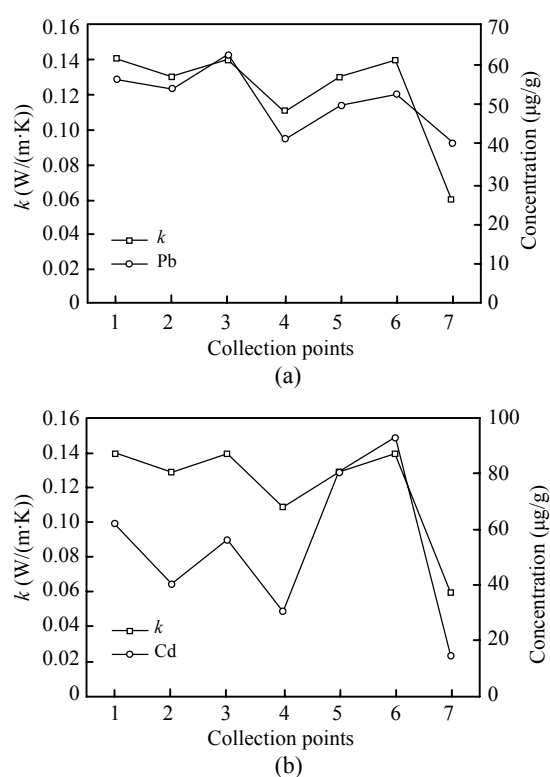 0.16
0.14
0.12
0.10
0.08
0.06
0.04
0.02
0
k (W/(m·K))
70
60
50
40
30
20
10
0
Concentration (μg/g)
k
Pb
1 2 3 4 5 6 7
Collection points
(a)
0.16
0.14
0.12
0.10
0.08
0.06
0.04
0.02
0
k (W/(m·K))
100
80
60
40
20
0
Concentration (μg/g)
k
Cd
1 2 3 4 5 6 7
Collection points
(b)